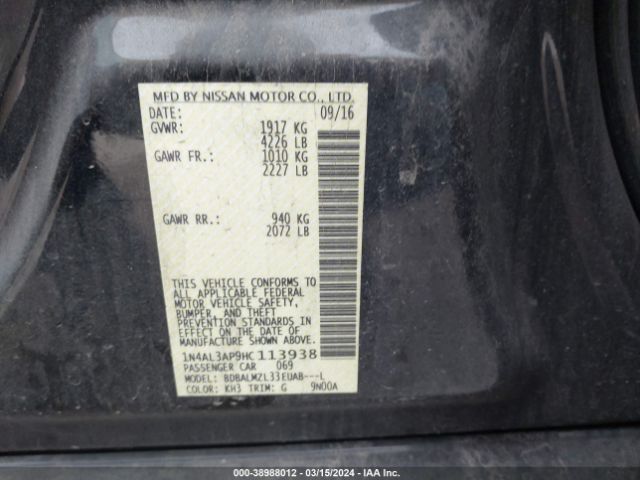 MFD BY NISSAN MOTOR CO., LTD.
DATE: 09/16
GVWR: 1917 KG
4226 LB
GAWR FR.: 1010 KG
2227 LB
GAWR RR.: 940 KG
2072 LB
THIS VEHICLE CONFORMS TO
ALL APPLICABLE FEDERAL
MOTOR VEHICLE SAFETY,
BUMPER, AND THEFT
PREVENTION STANDARDS IN
EFFECT ON THE DATE OF
MANUFACTURE SHOWN ABOVE.
1N4AL3AP9HC113938
PASSENGER CAR 069
MODEL: BDBALMZL33EUAB---L
COLOR: KH3 TRIM: G 9N00A
000-38988012 — 03/15/2024 — IAA Inc.